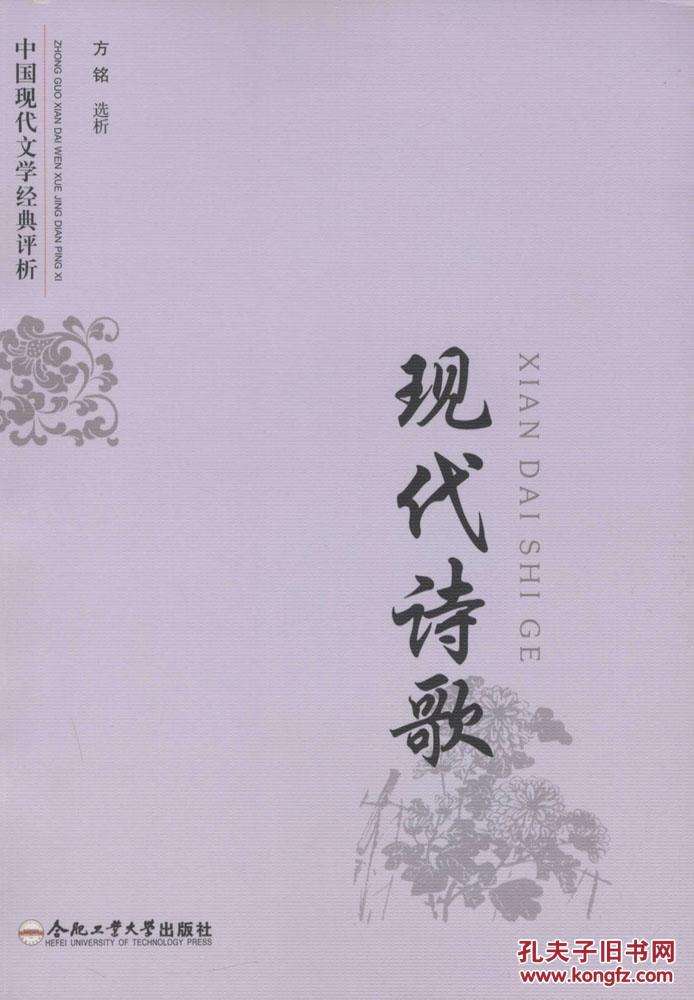 中国现代文学经典评析
ZHONG GUO XIAN DAI WEN XUE JING DIAN PING XI
方铭 选析
现代诗歌
XIAN DAI SHI GE
合肥工业大学出版社
HEFEI UNIVERSITY OF TECHNOLOGY PRESS
孔夫子旧书网
www.kongfz.com